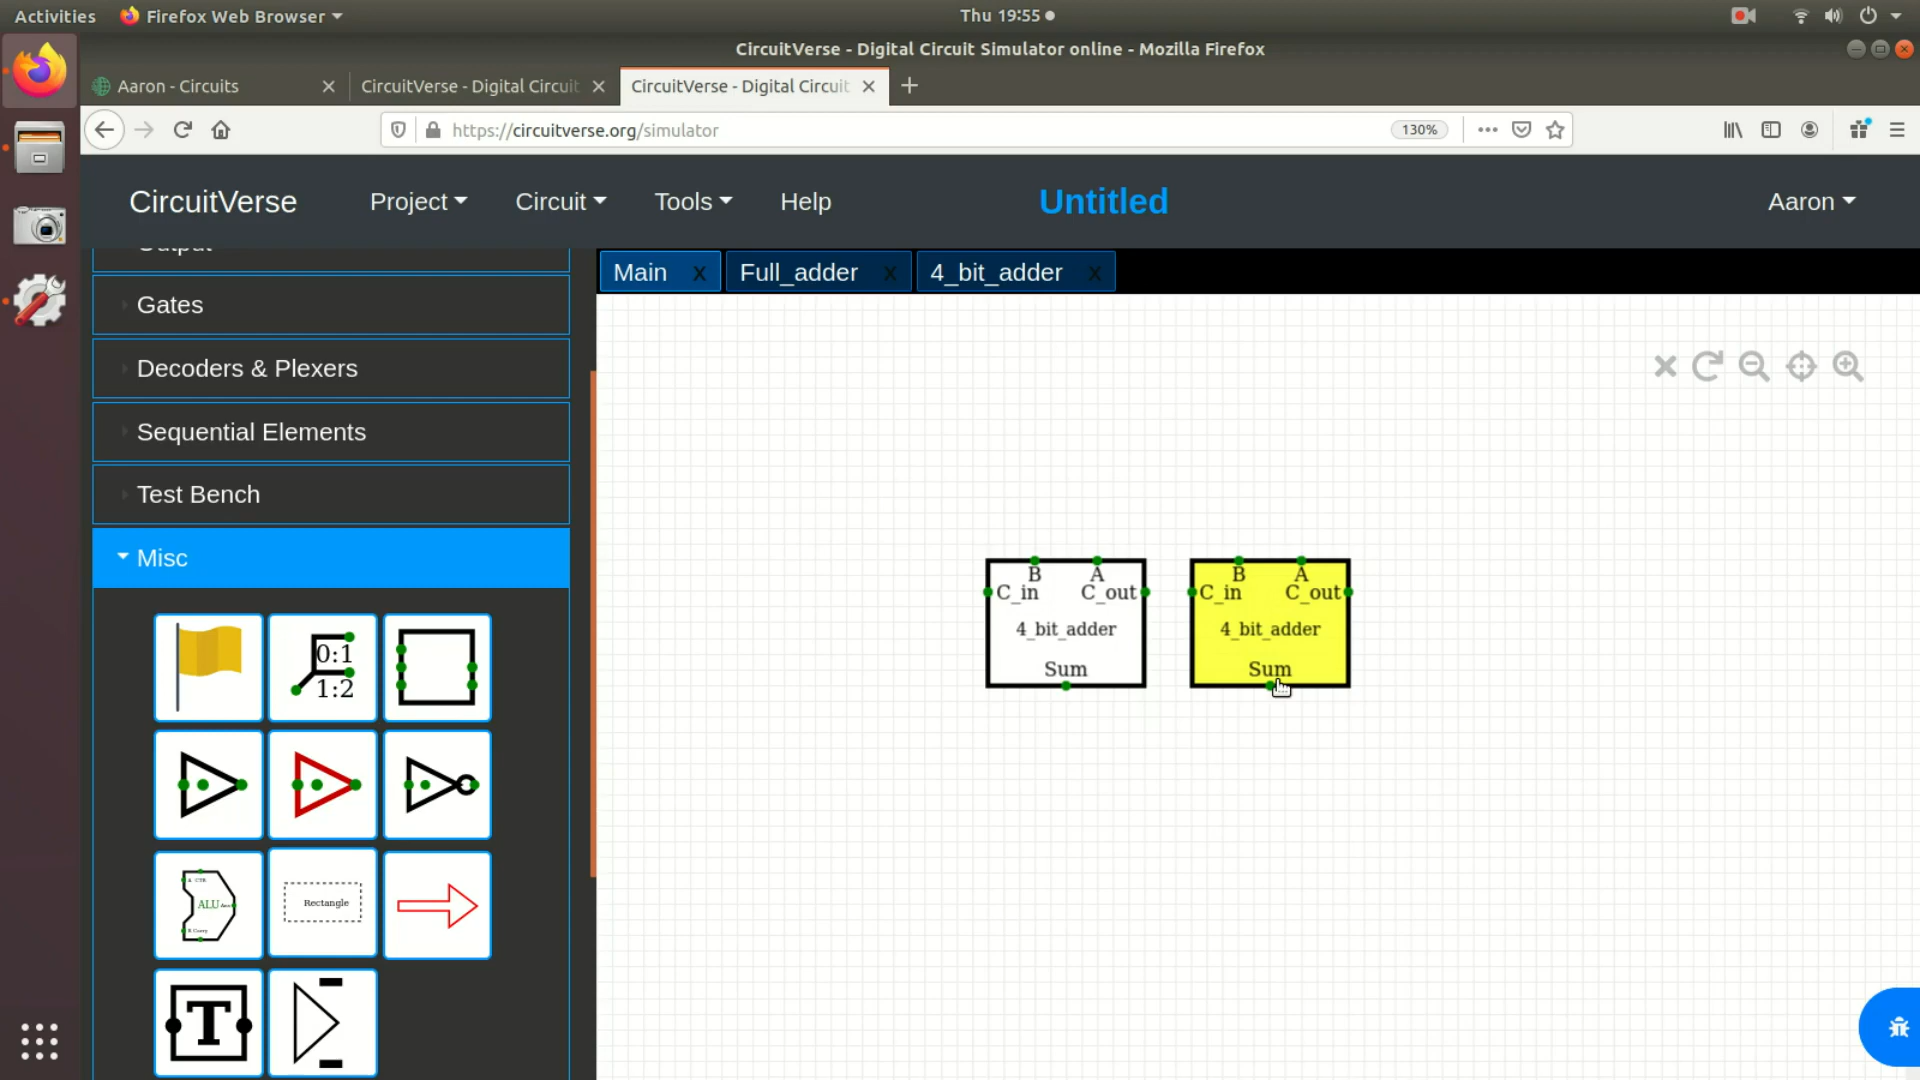 Activities Firefox Web Browser Thu 19:55
CircuitVerse - Digital Circuit Simulator online - Mozilla Firefox
Aaron - Circuits CircuitVerse - Digital Circuit CircuitVerse - Digital Circuit
https://circuitverse.org/simulator 130%
CircuitVerse Project Circuit Tools Help Untitled Aaron
Output
Main x Full_adder x 4_bit_adder x
Gates
Decoders & Plexers
Sequential Elements
Test Bench
Misc
B A B A
C_in C_out C_in C_out
4_bit_adder 4_bit_adder
Sum Sum
0:1
1:2
A CTR
ALU
B Carry
Rectangle
T